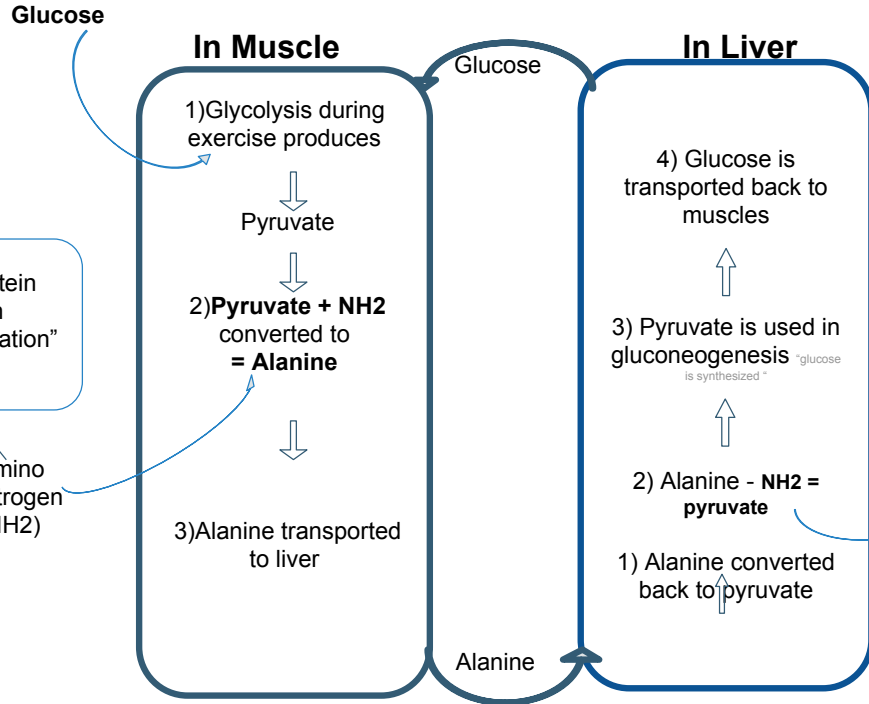 Glucose
In Muscle
1)Glycolysis during
exercise produces
Pyruvate
2)Pyruvate + NH2
converted to
= Alanine
3)Alanine transported
to liver
tein
ation”
mino
trogen
H2)
Glucose
Alanine
In Liver
4) Glucose is
transported back to
muscles
3) Pyruvate is used in
gluconeogenesis “glucose
is synthesized “
2) Alanine - NH2 =
pyruvate
1) Alanine converted
back to pyruvate